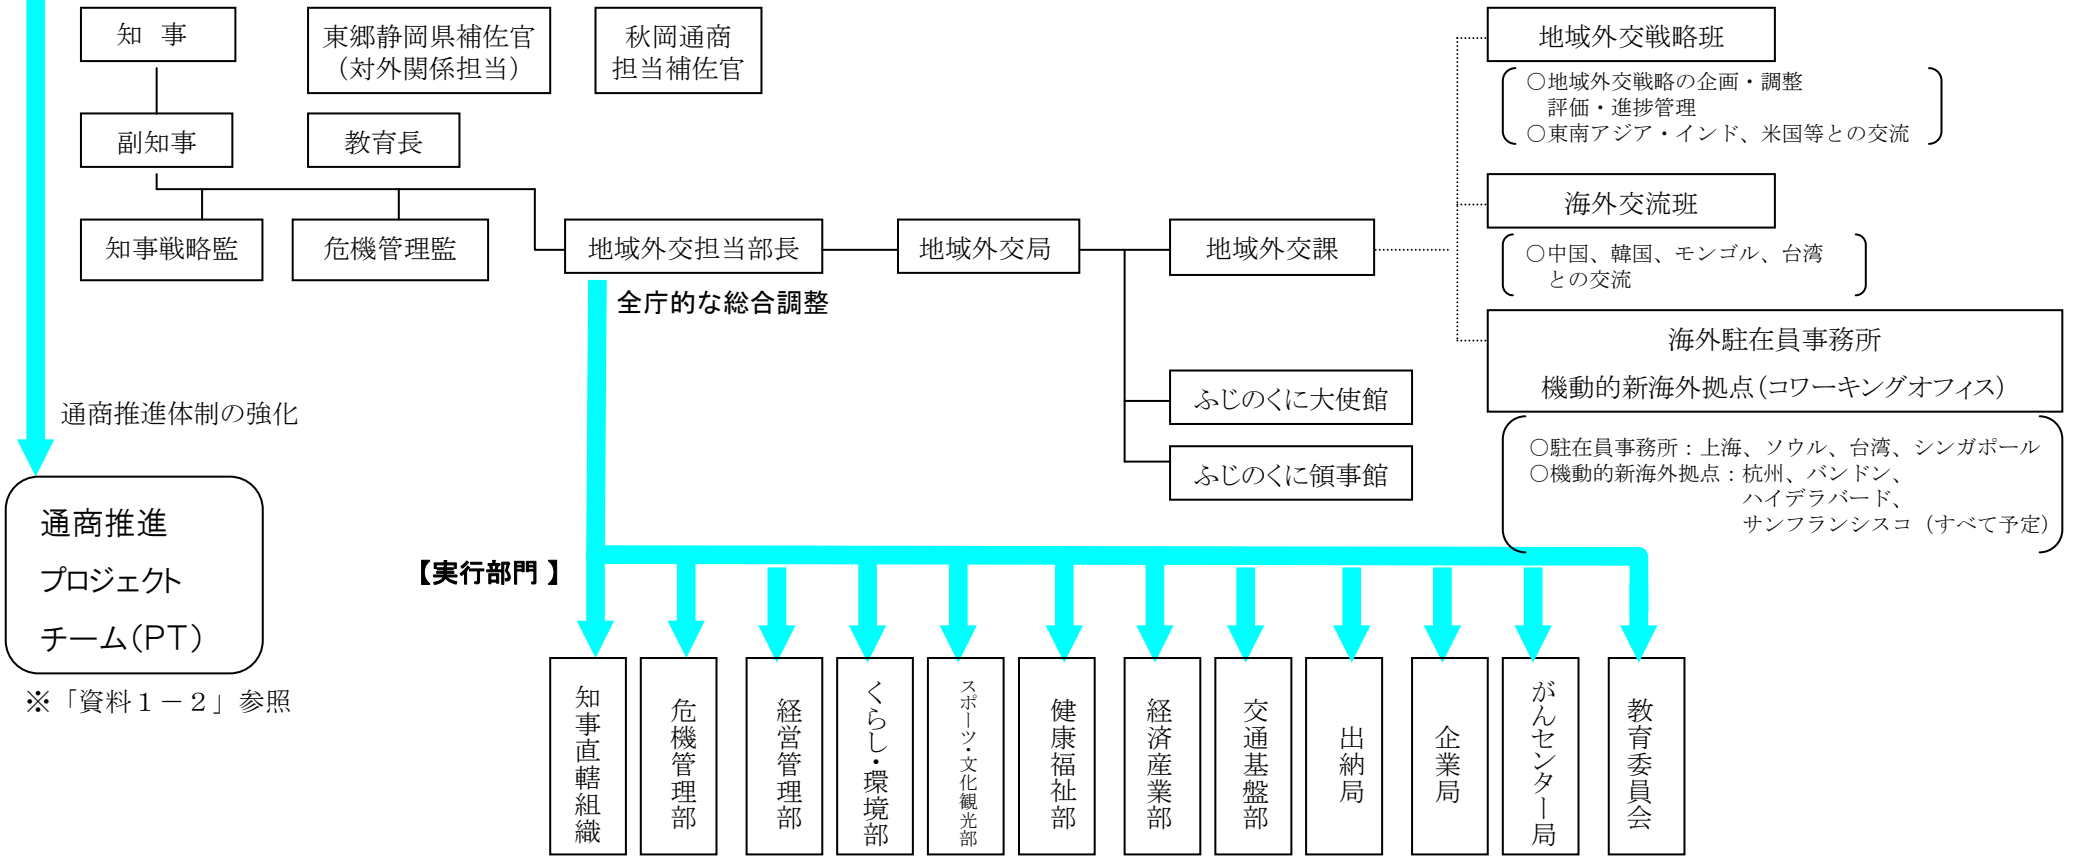 知 事
東郷静岡県補佐官
（対外関係担当）
秋岡通商
担当補佐官
副知事
教育長
知事戦略監
危機管理監
地域外交担当部長
地域外交局
地域外交課
全庁的な総合調整
ふじのくに大使館
ふじのくに領事館
地域外交戦略班
○地域外交戦略の企画・調整
評価・進捗管理
○東南アジア・インド、米国等との交流
海外交流班
○中国、韓国、モンゴル、台湾
との交流
海外駐在員事務所
機動的新海外拠点（コワーキングオフィス）
○駐在員事務所：上海、ソウル、台湾、シンガポール
○機動的新海外拠点：杭州、バンドン、
ハイデラバード、
サンフランシスコ（すべて予定）
通商推進体制の強化
通商推進
プロジェクト
チーム（ＰＴ）
※「資料１－２」参照
【実行部門 】
知事直轄組織
危機管理部
経営管理部
くらし・環境部
スポーツ・文化観光部
健康福祉部
経済産業部
交通基盤部
出納局
企業局
がんセンター局
教育委員会